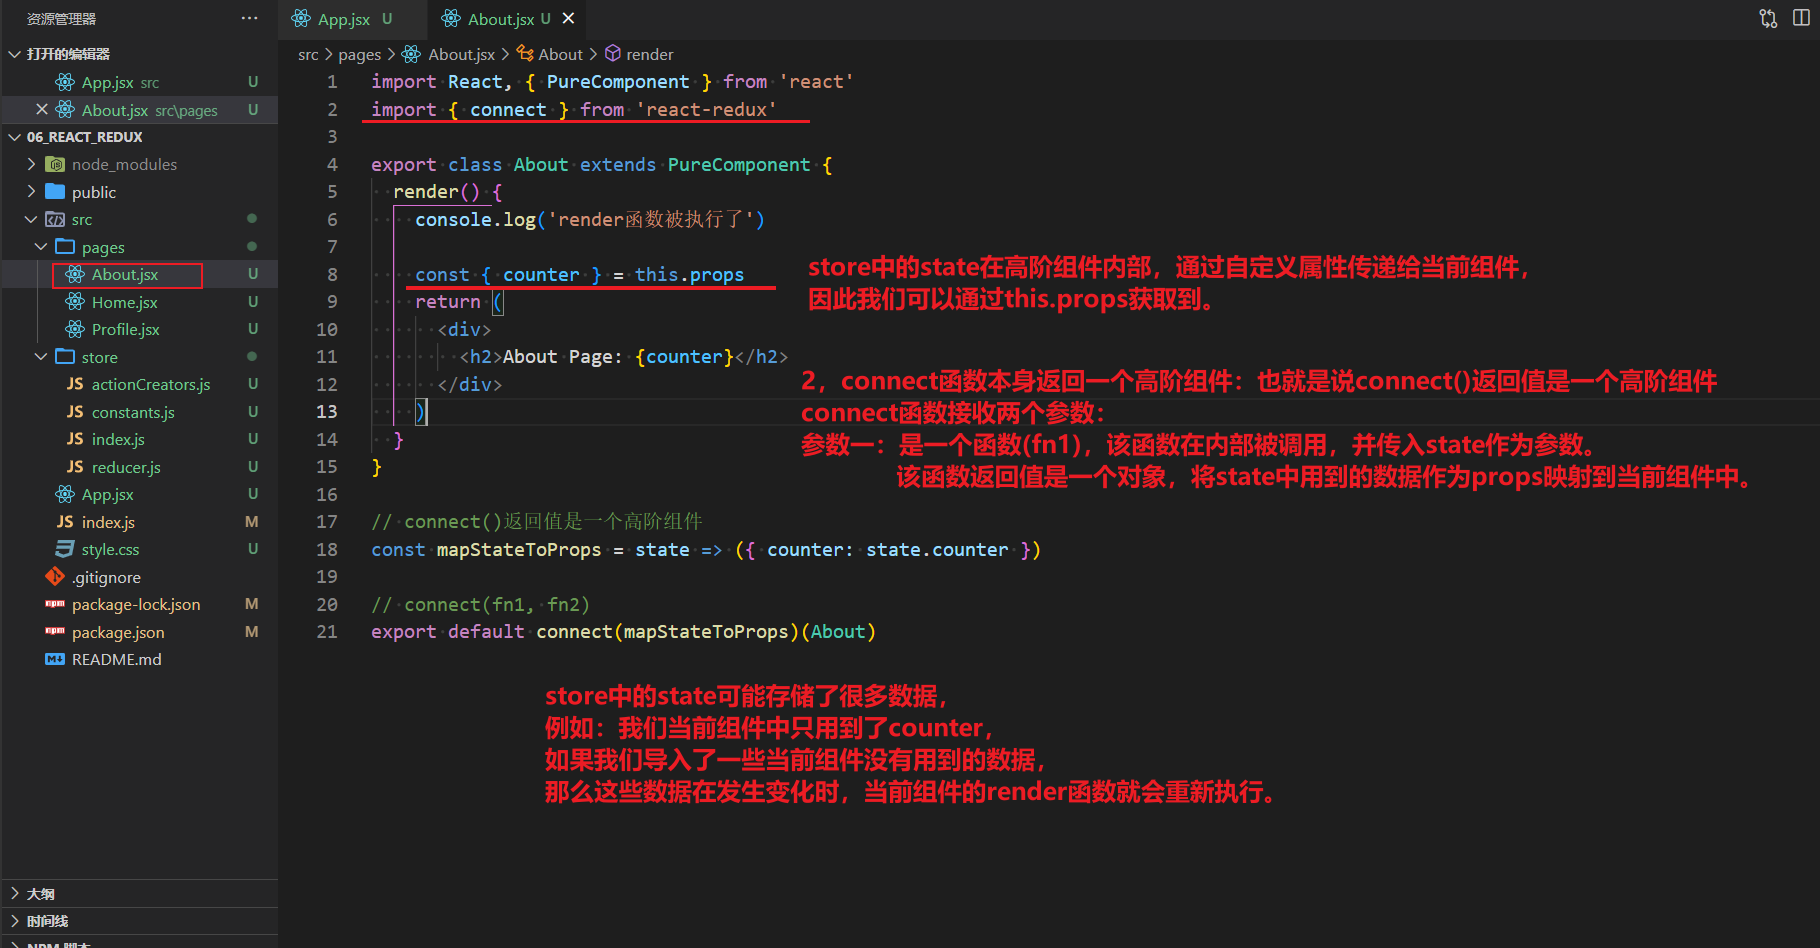 资源管理器
···
打开的编辑器
App.jsx src U
About.jsx src\pages U
06_REACT_REDUX
node_modules
public
src
pages
About.jsx U
Home.jsx U
Profile.jsx U
store
actionCreators.js U
constants.js U
index.js U
reducer.js U
App.jsx U
index.js M
style.css U
.gitignore
package-lock.json M
package.json M
README.md
大纲
时间线
NPM 脚本
App.jsx U
About.jsx U
src > pages > About.jsx > About > render
1 import React, { PureComponent } from 'react'
2 import { connect } from 'react-redux'
3
4 export class About extends PureComponent {
5 render() {
6 console.log('render函数被执行了')
7
8 const { counter } = this.props
9 return (
10 <div>
11 <h2>About Page: {counter}</h2>
12 </div>
13 )
14 }
15 }
16
17 // connect()返回值是一个高阶组件
18 const mapStateToProps = state => ({ counter: state.counter })
19
20 // connect(fn1, fn2)
21 export default connect(mapStateToProps)(About)
store中的state在高阶组件内部，通过自定义属性传递给当前组件，
因此我们可以通过this.props获取到。
2，connect函数本身返回一个高阶组件：也就是说connect()返回值是一个高阶组件
connect函数接收两个参数：
参数一：是一个函数(fn1)，该函数在内部被调用，并传入state作为参数。
该函数返回值是一个对象，将state中用到的数据作为props映射到当前组件中。
store中的state可能存储了很多数据，
例如：我们当前组件中只用到了counter，
如果我们导入了一些当前组件没有用到的数据，
那么这些数据在发生变化时，当前组件的render函数就会重新执行。